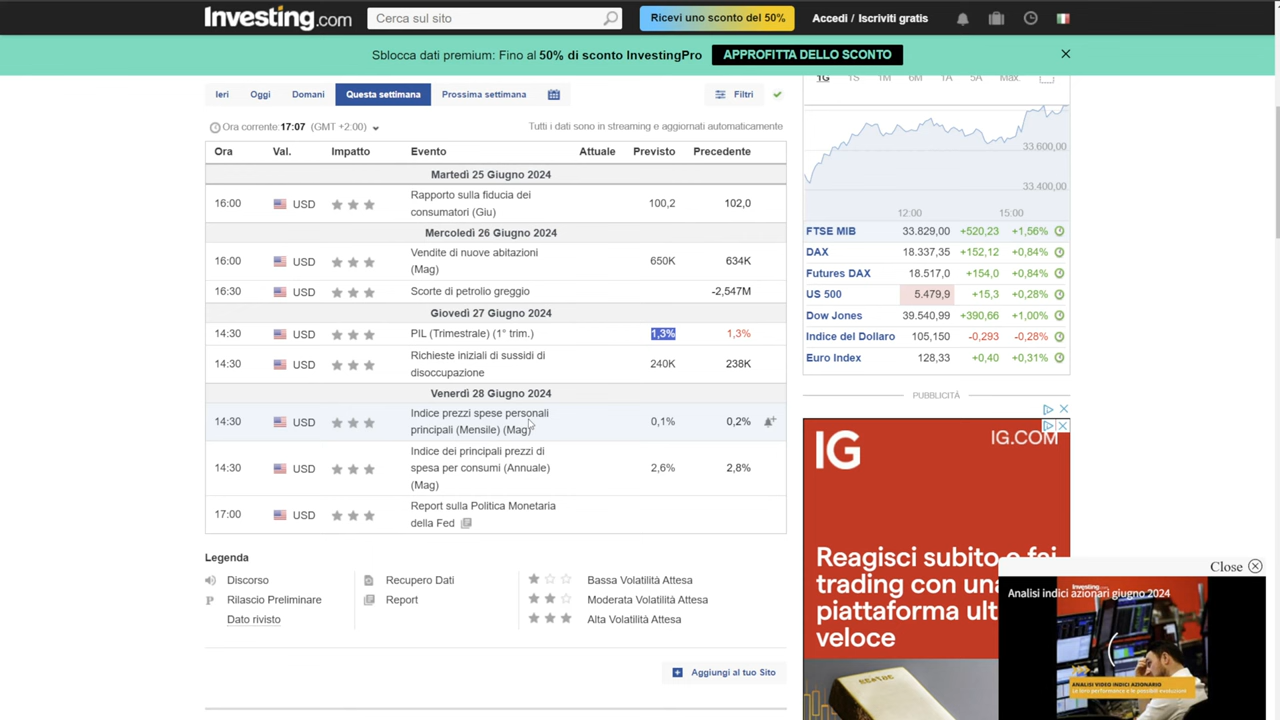 Investing.com
Cerca sul sito
Ricevi uno sconto del 50%
Accedi / Iscriviti gratis
Sblocca dati premium: Fino al 50% di sconto InvestingPro
APPROFITTA DELLO SCONTO
Ieri Oggi Domani Questa settimana Prossima settimana
Filtri
Ora corrente: 17:07 (GMT +2:00)
Tutti i dati sono in streaming e aggiornati automaticamente
Ora Val. Impatto Evento Attuale Previsto Precedente
Martedì 25 Giugno 2024
16:00 USD Rapporto sulla fiducia dei
consumatori (Giu) 100,2 102,0
Mercoledì 26 Giugno 2024
16:00 USD Vendite di nuove abitazioni
(Mag) 650K 634K
16:30 USD Scorte di petrolio greggio -2,547M
Giovedì 27 Giugno 2024
14:30 USD PIL (Trimestrale) (1° trim.) 1,3% 1,3%
14:30 USD Richieste iniziali di sussidi di
disoccupazione 240K 238K
Venerdì 28 Giugno 2024
14:30 USD Indice prezzi spese personali
principali (Mensile) (Mag) 0,1% 0,2%
14:30 USD Indice dei principali prezzi di
spesa per consumi (Annuale)
(Mag) 2,6% 2,8%
17:00 USD Report sulla Politica Monetaria
della Fed
Legenda
Discorso
Rilascio Preliminare
Dato rivisto
Recupero Dati
Report
Bassa Volatilità Attesa
Moderata Volatilità Attesa
Alta Volatilità Attesa
Aggiungi al tuo Sito
1G 1S 1M 6M 1A 5A Max.
33.600,00
33.400,00
12:00 15:00
FTSE MIB 33.829,00 +520,23 +1,56%
DAX 18.337,35 +152,12 +0,84%
Futures DAX 18.517,0 +154,0 +0,84%
US 500 5.479,9 +15,3 +0,28%
Dow Jones 39.540,99 +390,66 +1,00%
Indice del Dollaro 105,150 -0,293 -0,28%
Euro Index 128,33 +0,40 +0,31%
PUBBLICITÀ
IG
IG.COM
Reagisci subito e fai
trading con una
piattaforma ult
veloce
Close
Investing.com
Analisi indici azionari giugno 2024
ANALISI VIDEO INDICI AZIONARIO